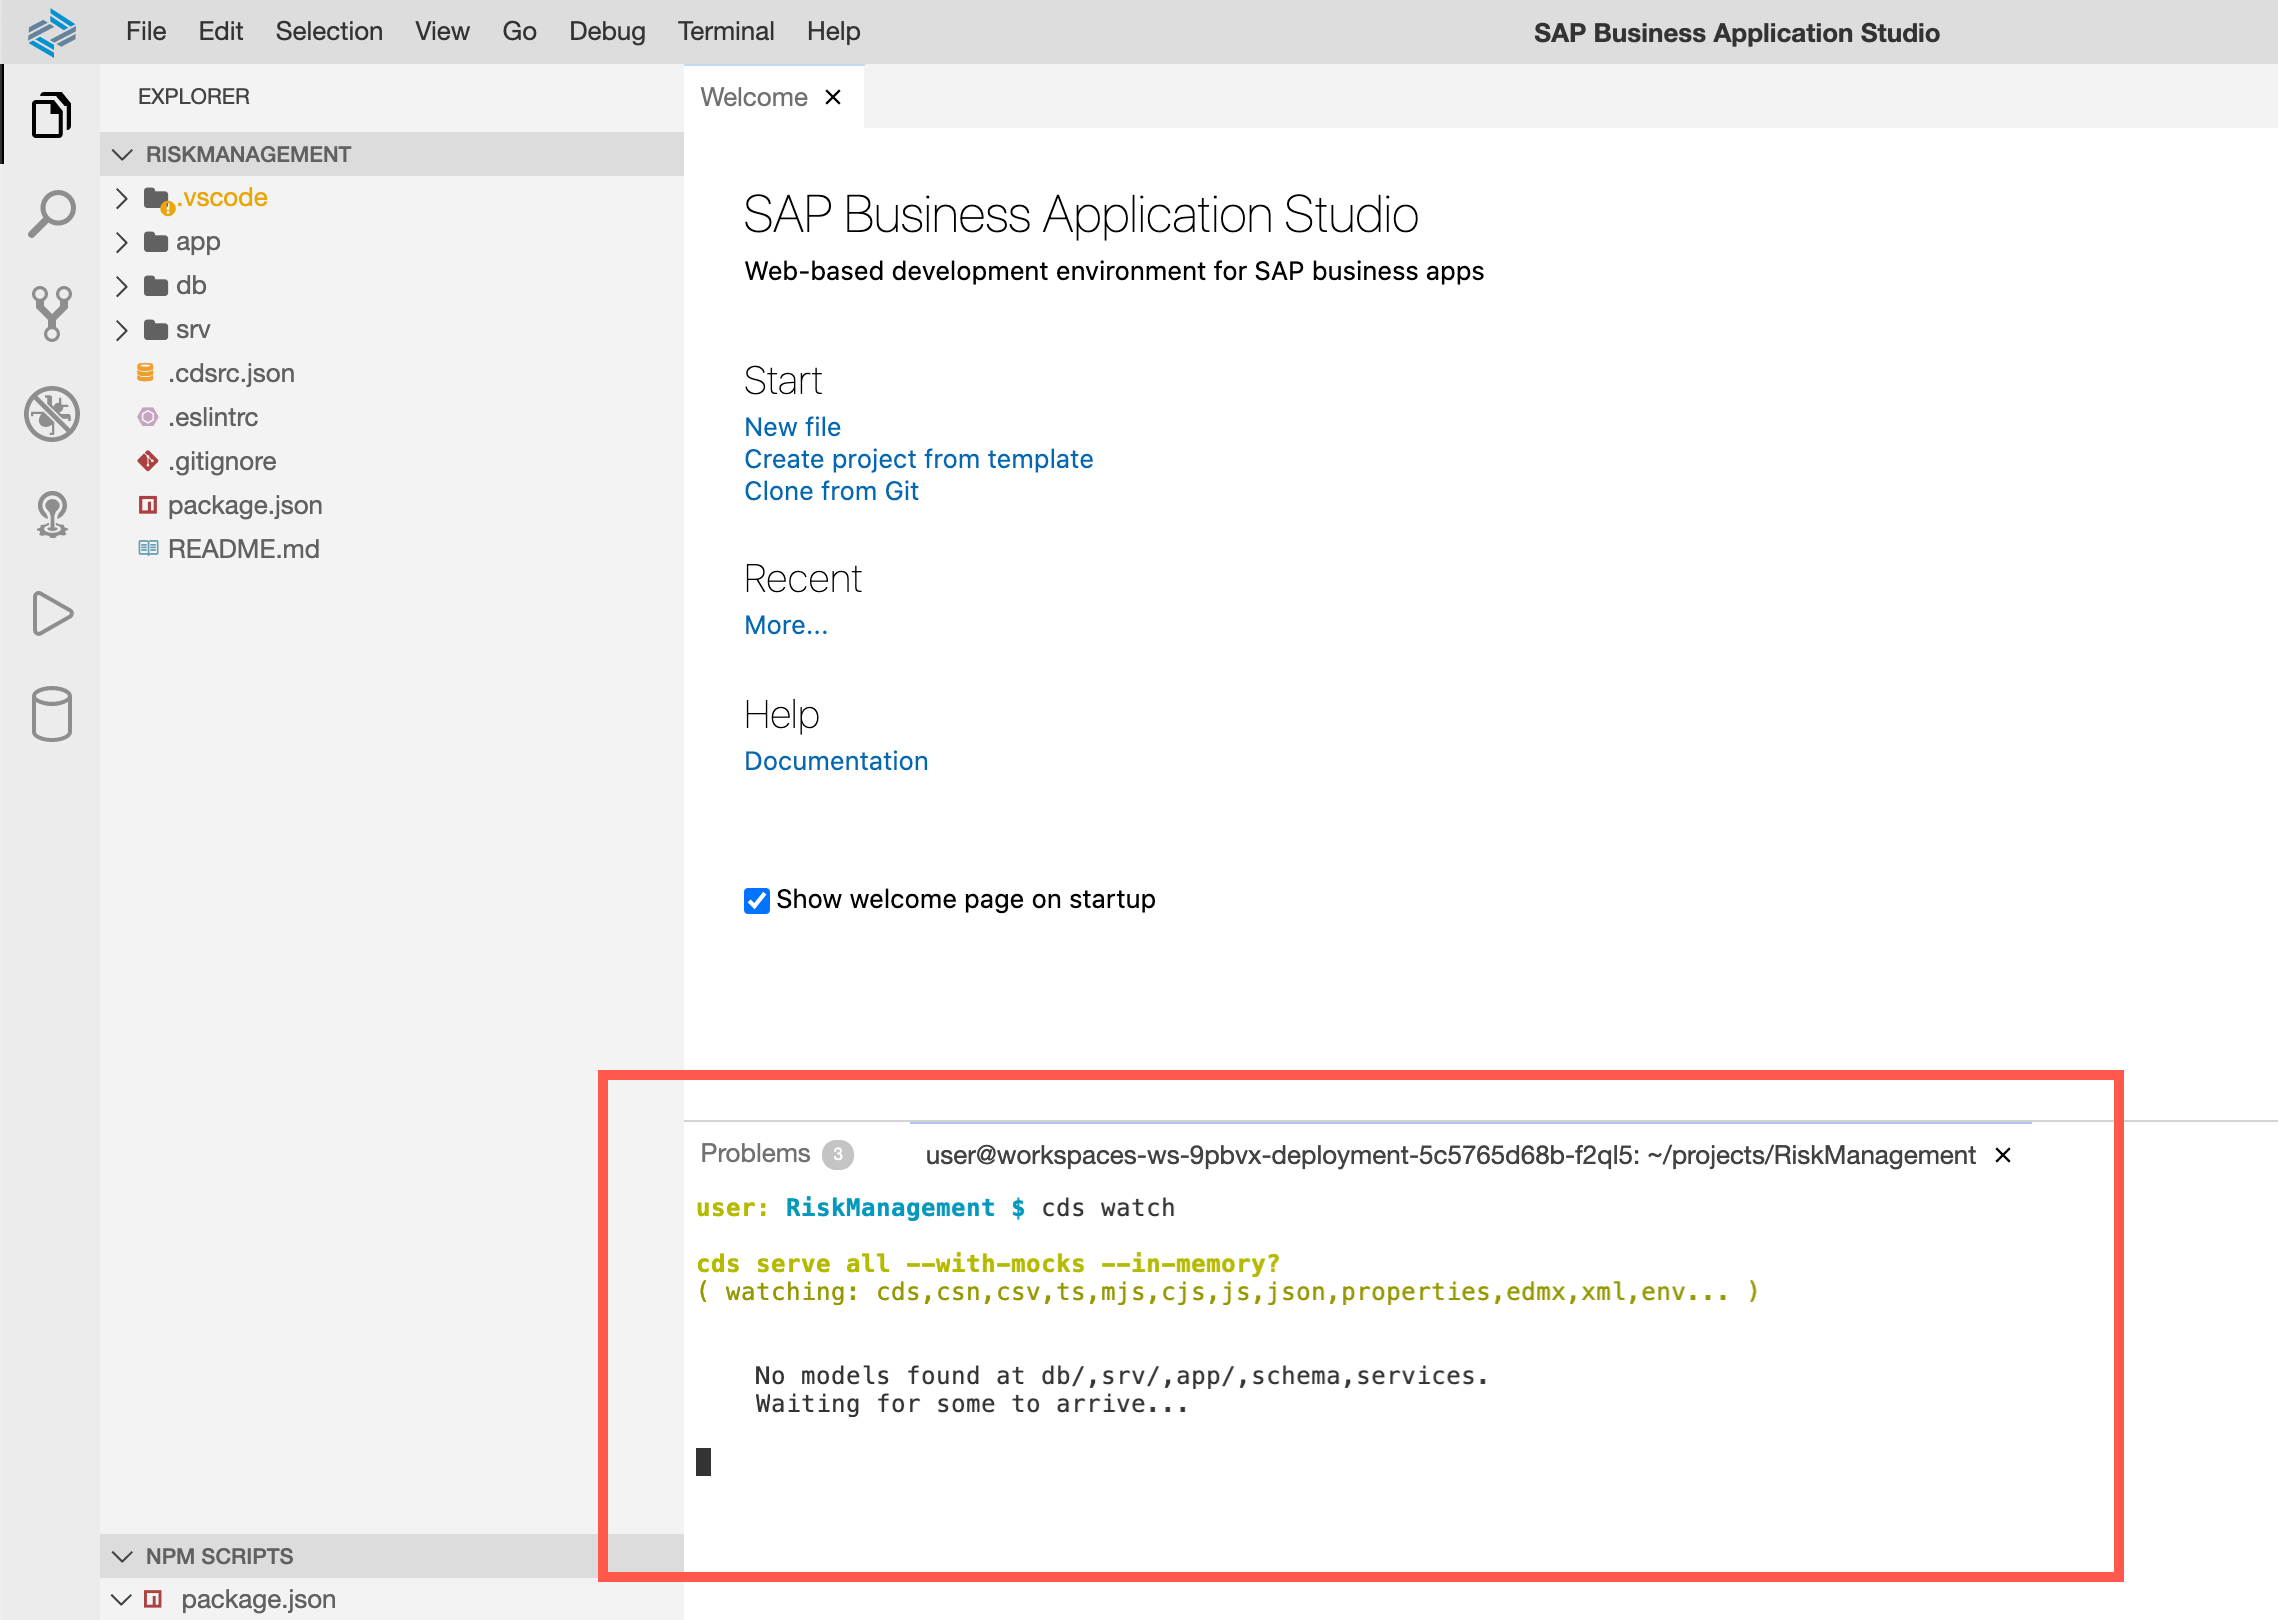 File Edit Selection View Go Debug Terminal Help
SAP Business Application Studio
EXPLORER
RISKMANAGEMENT
.vscode
app
db
srv
.cdsrc.json
.eslintrc
.gitignore
package.json
README.md
NPM SCRIPTS
package.json
Welcome
SAP Business Application Studio
Web-based development environment for SAP business apps
Start
New file
Create project from template
Clone from Git
Recent
More...
Help
Documentation
Show welcome page on startup
Problems 3
user@workspaces-ws-9pbvx-deployment-5c5765d68b-f2ql5: ~/projects/RiskManagement
user: RiskManagement $ cds watch
cds serve all --with-mocks --in-memory?
( watching: cds,csn,csv,ts,mjs,cjs,js,json,properties,edmx,xml,env... )
No models found at db/,srv/,app/,schema,services.
Waiting for some to arrive...